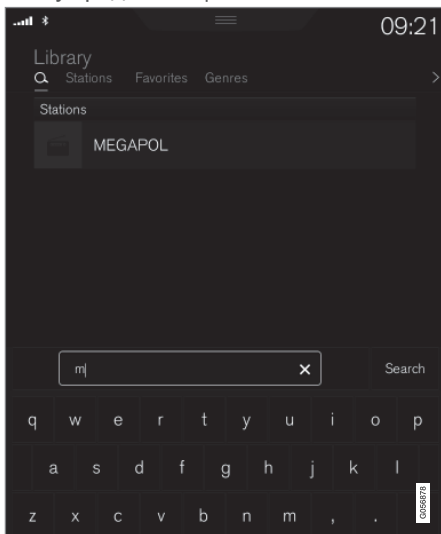 09:21
Library
Stations Favorites Genres
Stations
MEGAPOL
m
Search
q w e r t y u i o p
a s d f g h j k l
z x c v b n m , .
G056878